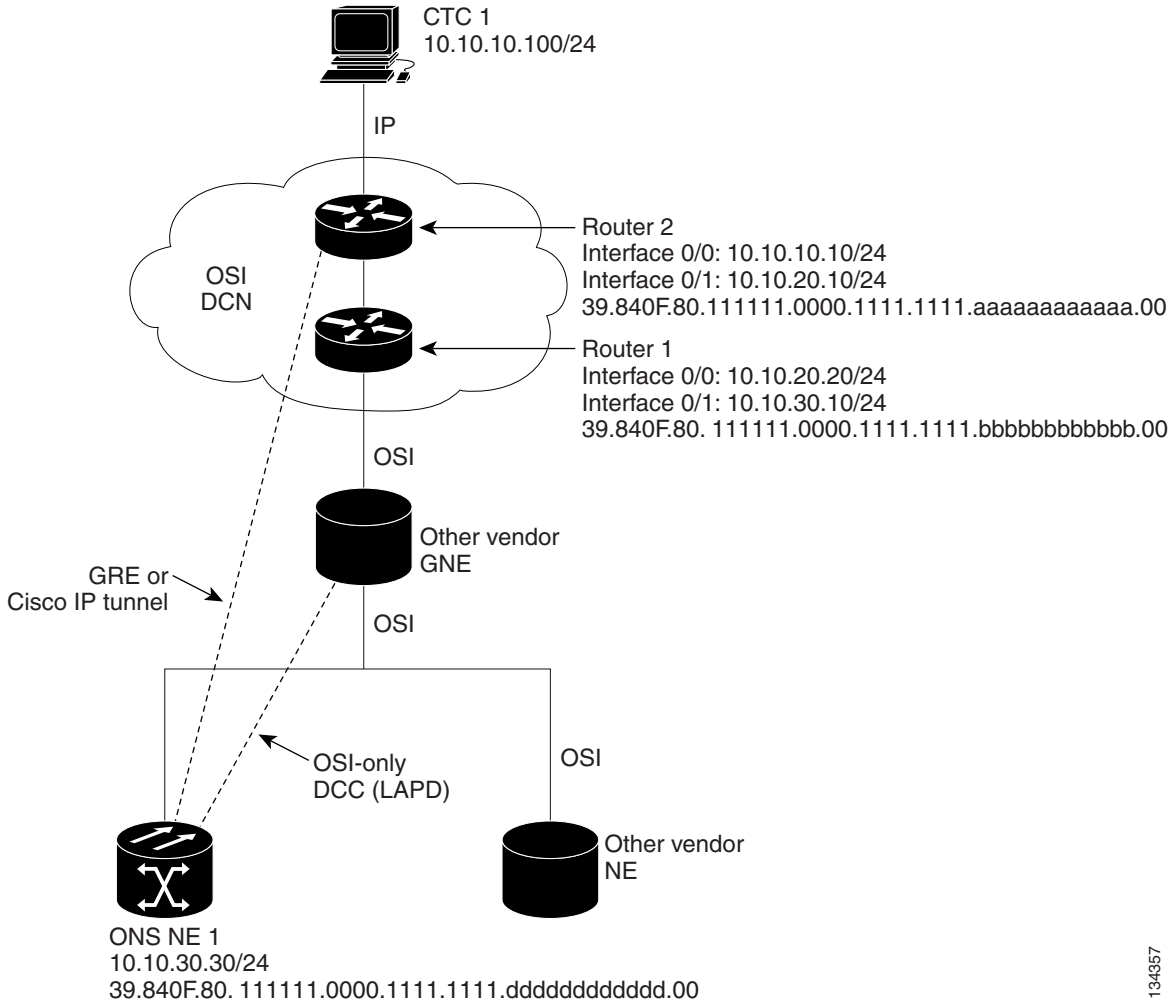 CTC 1
10.10.10.100/24
IP
Router 2
Interface 0/0: 10.10.10.10/24
Interface 0/1: 10.10.20.10/24
39.840F.80.111111.0000.1111.1111.aaaaaaaaaaaa.00
OSI
DCN
Router 1
Interface 0/0: 10.10.20.20/24
Interface 0/1: 10.10.30.10/24
39.840F.80. 111111.0000.1111.1111.bbbbbbbbbbbb.00
OSI
Other vendor
GNE
GRE or
Cisco IP tunnel
OSI
OSI-only
DCC (LAPD)
OSI
Other vendor
NE
ONS NE 1
10.10.30.30/24
39.840F.80. 111111.0000.1111.1111.dddddddddddd.00
134357